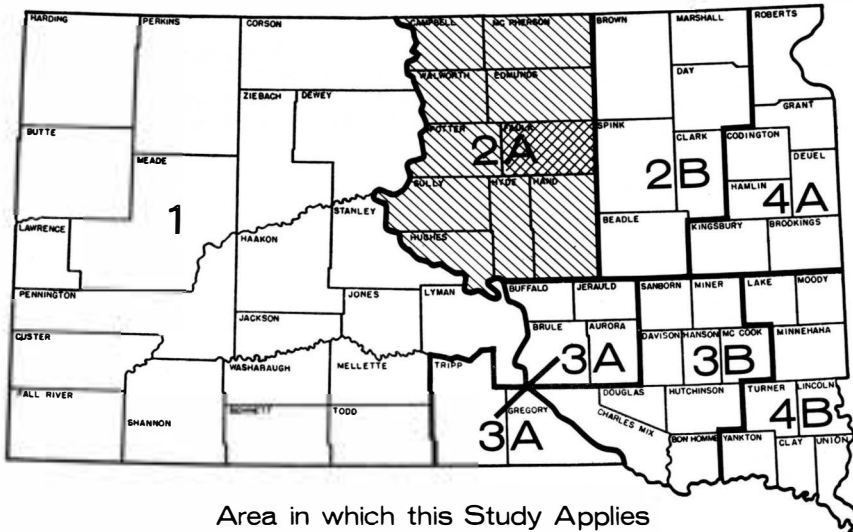 HARDING
PERKINS
CORSON
CAMPBELL
MC PHERSON
BROWN
MARSHALL
ROBERTS
WALWORTH
EDMUNDS
DAY
ZIEBACH
DEWEY
GRANT
BUTTE
POTTER
FAULK
SPINK
CLARK
CODINGTON
MEADE
2A
2B
DEUEL
SULLY
HYDE
HAND
HAMLIN
4A
1
STANLEY
BEADLE
LAWRENCE
HAAKON
HUGHES
KINGSBURY
BROOKINGS
PENNINGTON
JONES
LYMAN
BUFFALO
JERAULD
SANBORN
MINER
LAKE
MOODY
JACKSON
BRULE
AURORA
CUSTER
3A
DAVISON
HANSON
MC COOK
MINNEHAHA
WASHABAUGH
MELLETTE
TRIPP
3B
FALL RIVER
DOUGLAS
HUTCHINSON
TURNER
LINCOLN
BENNETT
TODD
GREGORY
CHARLES MIX
4B
SHANNON
3A
BON HOMME
YANKTON
CLAY
UNION
Area in which this Study Applies